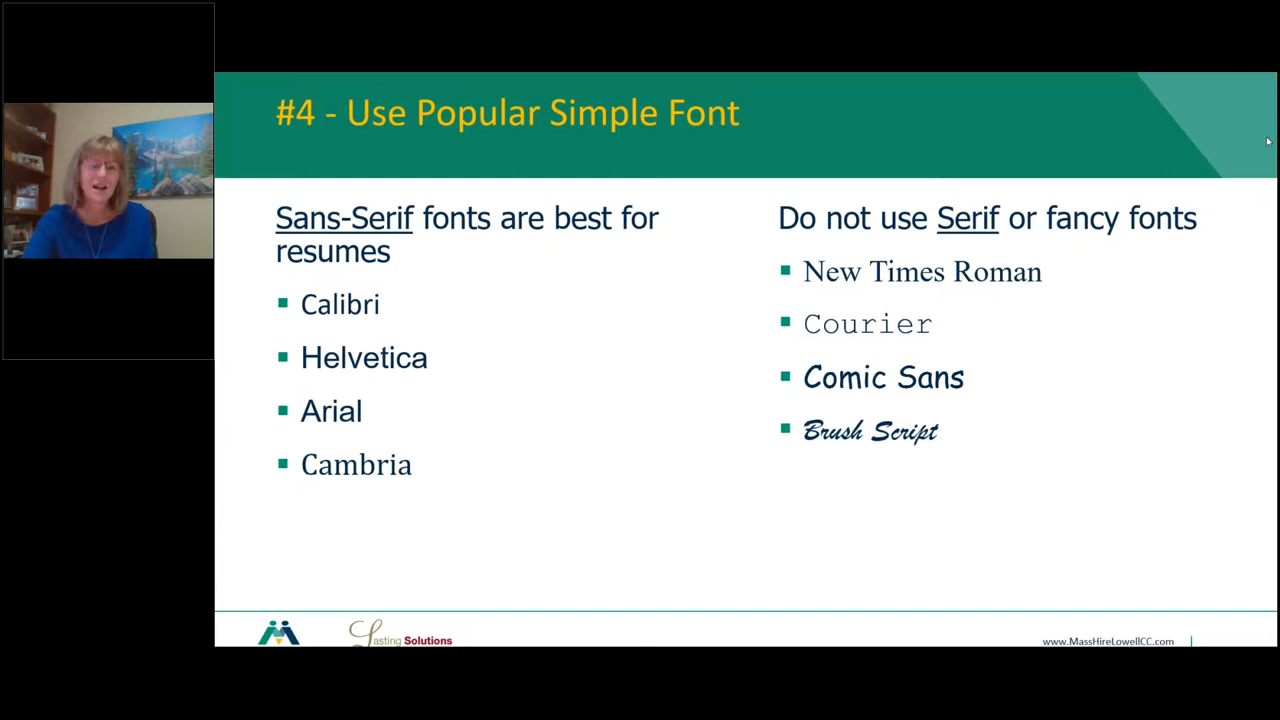 #4 - Use Popular Simple Font
Sans-Serif fonts are best for
resumes
Calibri
Helvetica
Arial
Cambria
Do not use Serif or fancy fonts
New Times Roman
Courier
Comic Sans
Brush Script
Lasting Solutions
www.MassHireLowellCC.com